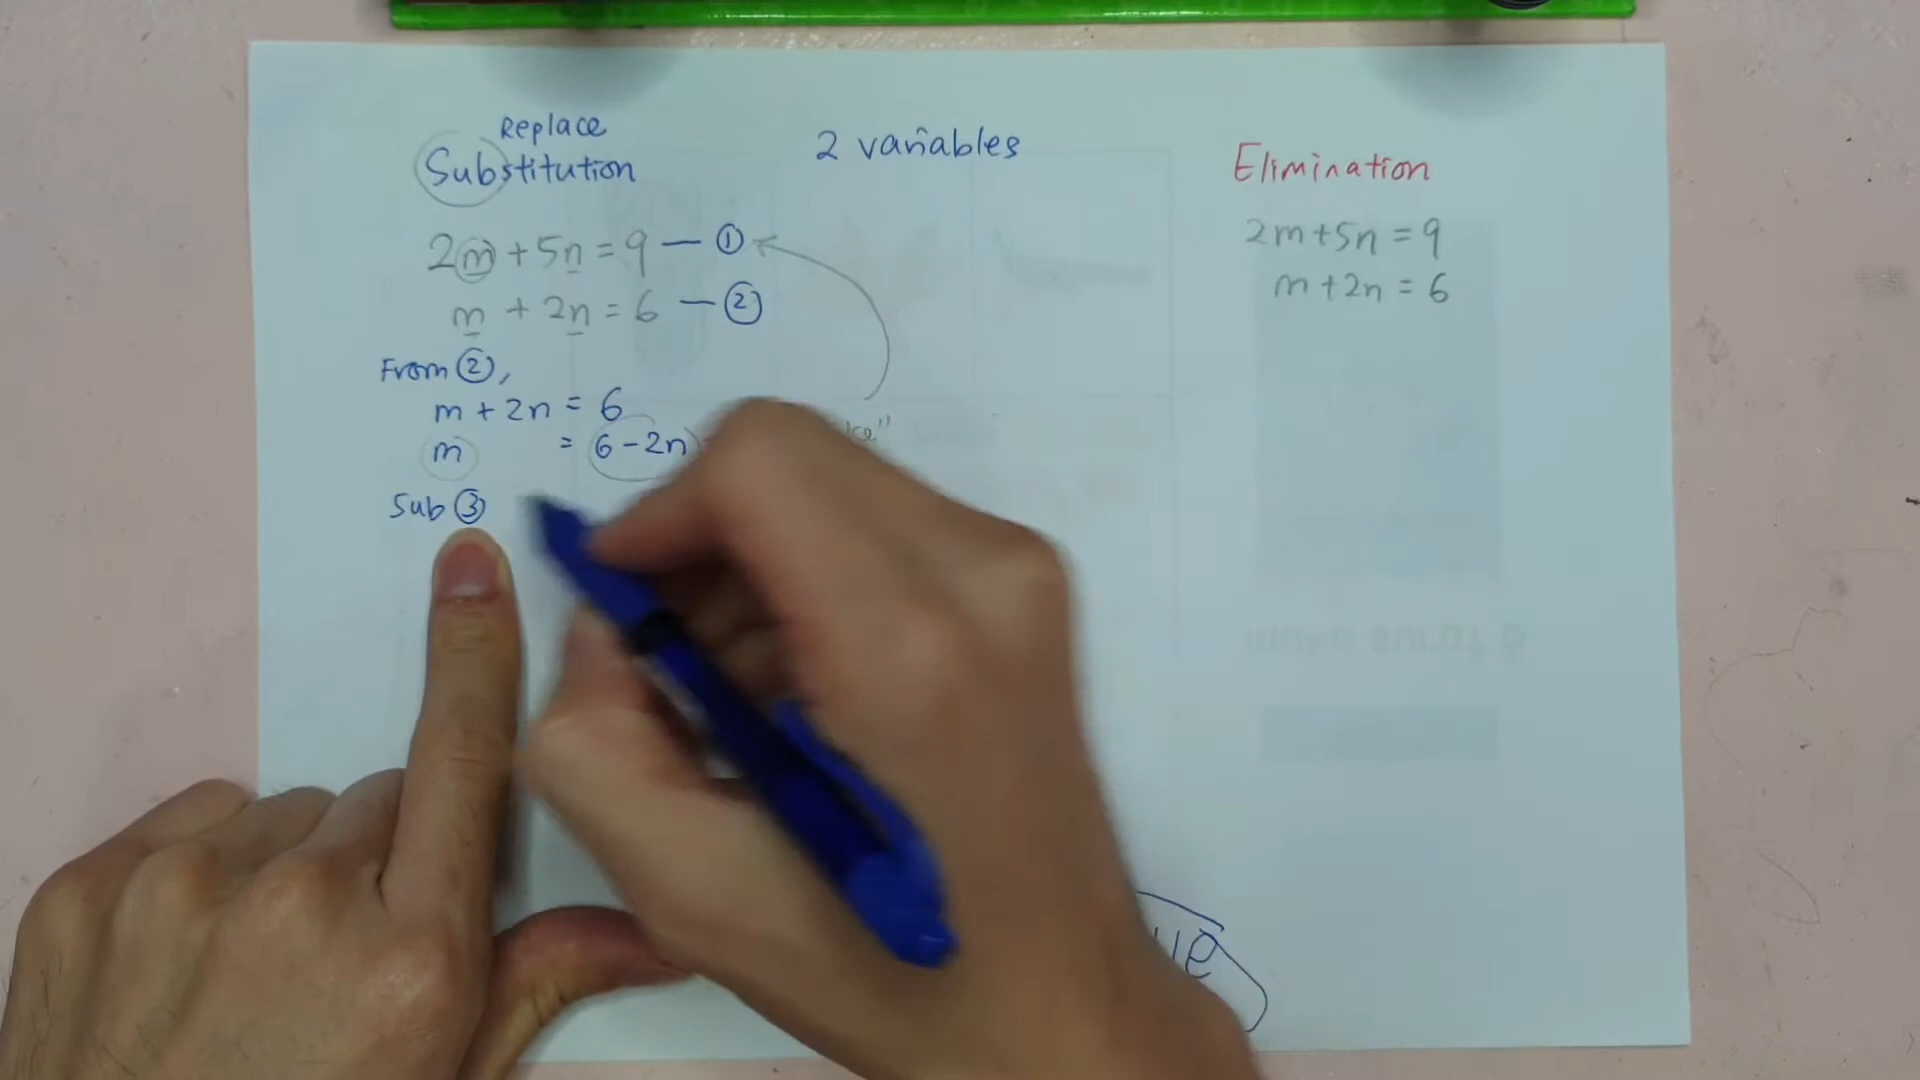 Replace
Substitution
2 variables
Elimination
2m + 5n = 9 — ①
m + 2n = 6 — ②
2m + 5n = 9
m + 2n = 6
From ②,
m + 2n = 6
m = 6 - 2n
Sub ③